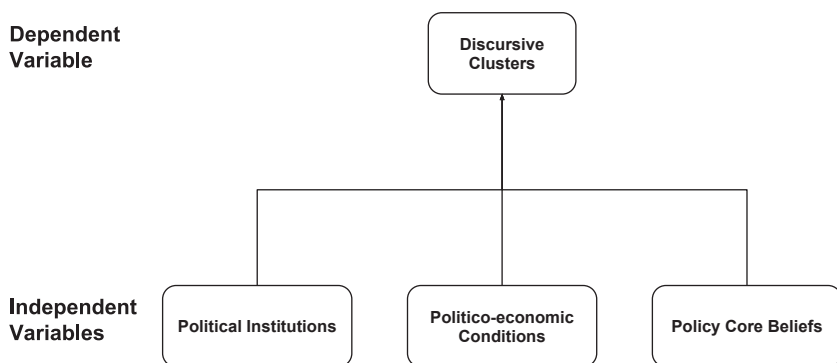 Dependent
Variable
Discursive
Clusters
Independent
Variables
Political Institutions
Politico-economic
Conditions
Policy Core Beliefs